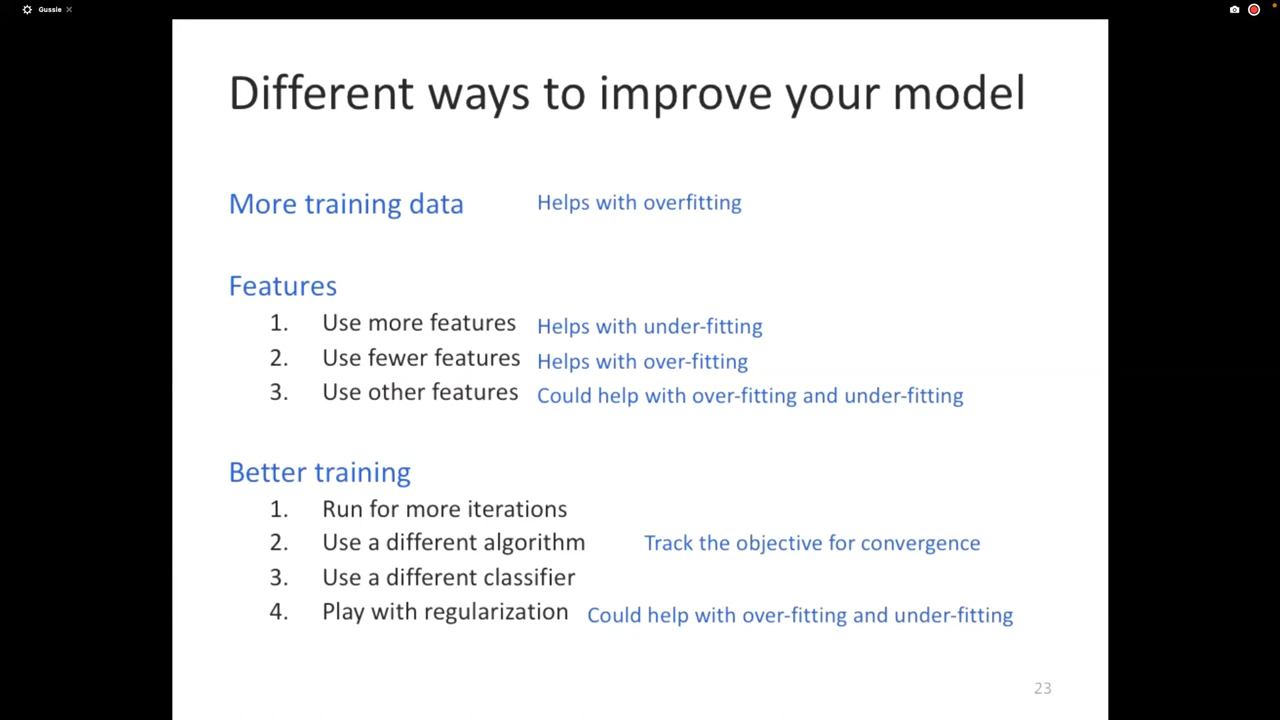 Gussie
Different ways to improve your model
More training data Helps with overfitting
Features
1. Use more features Helps with under-fitting
2. Use fewer features Helps with over-fitting
3. Use other features Could help with over-fitting and under-fitting
Better training
1. Run for more iterations
2. Use a different algorithm Track the objective for convergence
3. Use a different classifier
4. Play with regularization Could help with over-fitting and under-fitting
23